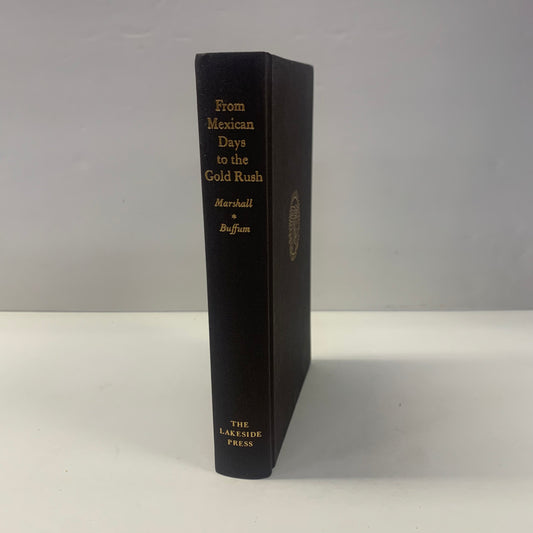 From
Mexican
Days
to the
Gold Rush
Marshall
*
Buffum
THE
LAKESIDE
PRESS